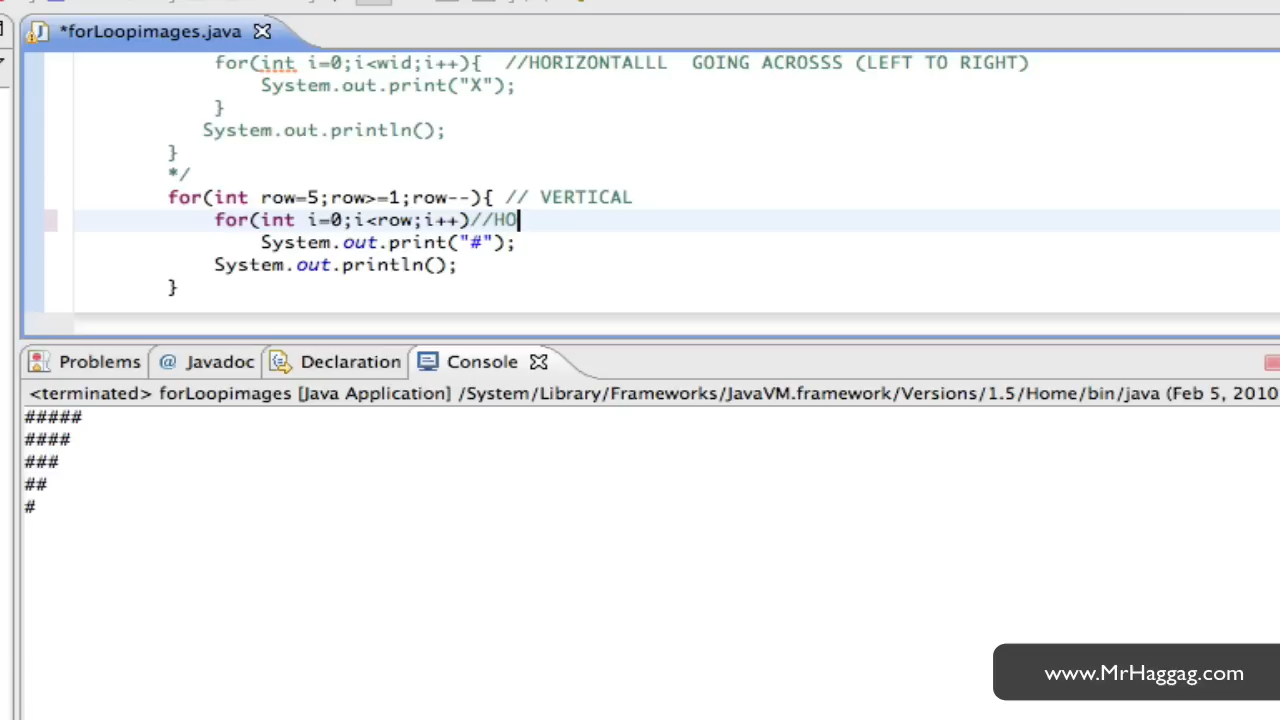 *forLoopimages.java
for(int i=0;i<wid;i++){ //HORIZONTALLL GOING ACROSSS (LEFT TO RIGHT)
System.out.print("X");
}
System.out.println();
}
*/
for(int row=5;row>=1;row--){ // VERTICAL
for(int i=0;i<row;i++)//HO
System.out.print("#");
System.out.println();
}
Problems @ Javadoc Declaration Console
<terminated> forLoopimages [Java Application] /System/Library/Frameworks/JavaVM.framework/Versions/1.5/Home/bin/java (Feb 5, 2010
#####
####
###
##
#
www.MrHaggag.com